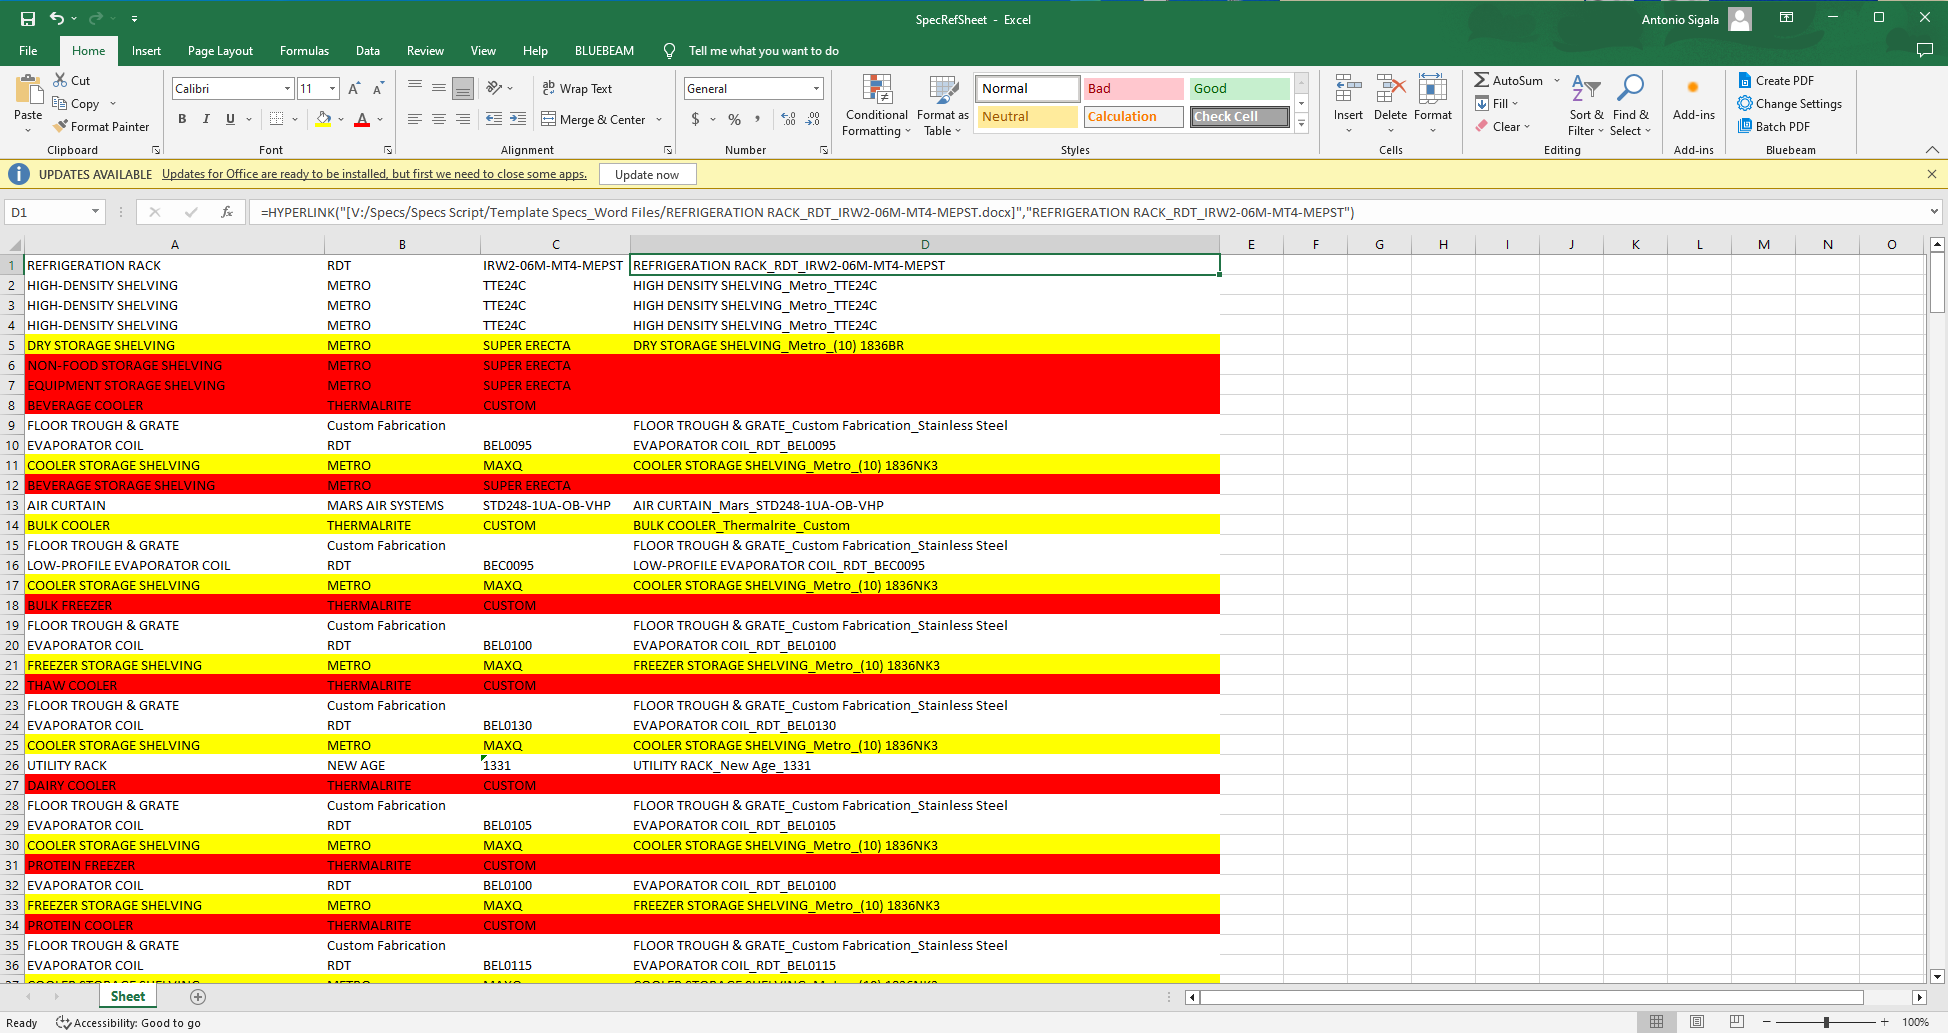 SpecRefSheet - Excel
Antonio Sigala
File Home Insert Page Layout Formulas Data Review View Help BLUEBEAM Tell me what you want to do
Paste
Cut
Copy
Format Painter
Clipboard
Calibri 11
B I U
Font
ab Wrap Text
Merge & Center
Alignment
General
$ % ,
Number
Conditional Formatting
Format as Table
Normal Bad Good
Neutral Calculation Check Cell
Styles
Insert Delete Format
Cells
AutoSum
Fill
Clear
Sort & Filter
Find & Select
Editing
Add-ins
Add-ins
Create PDF
Change Settings
Batch PDF
Bluebeam
UPDATES AVAILABLE Updates for Office are ready to be installed, but first we need to close some apps. Update now
D1 fx =HYPERLINK("[V:/Specs/Specs Script/Template Specs_Word Files/REFRIGERATION RACK_RDT_IRW2-06M-MT4-MEPST.docx]","REFRIGERATION RACK_RDT_IRW2-06M-MT4-MEPST")
A B C D E F G H I J K L M N O
1 REFRIGERATION RACK RDT IRW2-06M-MT4-MEPST REFRIGERATION RACK_RDT_IRW2-06M-MT4-MEPST
2 HIGH-DENSITY SHELVING METRO TTE24C HIGH DENSITY SHELVING_Metro_TTE24C
3 HIGH-DENSITY SHELVING METRO TTE24C HIGH DENSITY SHELVING_Metro_TTE24C
4 HIGH-DENSITY SHELVING METRO TTE24C HIGH DENSITY SHELVING_Metro_TTE24C
5 DRY STORAGE SHELVING METRO SUPER ERECTA DRY STORAGE SHELVING_Metro_(10) 1836BR
6 NON-FOOD STORAGE SHELVING METRO SUPER ERECTA
7 EQUIPMENT STORAGE SHELVING METRO SUPER ERECTA
8 BEVERAGE COOLER THERMALRITE CUSTOM
9 FLOOR TROUGH & GRATE Custom Fabrication FLOOR TROUGH & GRATE_Custom Fabrication_Stainless Steel
10 EVAPORATOR COIL RDT BEL0095 EVAPORATOR COIL_RDT_BEL0095
11 COOLER STORAGE SHELVING METRO MAXQ COOLER STORAGE SHELVING_Metro_(10) 1836NK3
12 BEVERAGE STORAGE SHELVING METRO SUPER ERECTA
13 AIR CURTAIN MARS AIR SYSTEMS STD248-1UA-OB-VHP AIR CURTAIN_Mars_STD248-1UA-OB-VHP
14 BULK COOLER THERMALRITE CUSTOM BULK COOLER_Thermalrite_Custom
15 FLOOR TROUGH & GRATE Custom Fabrication FLOOR TROUGH & GRATE_Custom Fabrication_Stainless Steel
16 LOW-PROFILE EVAPORATOR COIL RDT BEC0095 LOW-PROFILE EVAPORATOR COIL_RDT_BEC0095
17 COOLER STORAGE SHELVING METRO MAXQ COOLER STORAGE SHELVING_Metro_(10) 1836NK3
18 BULK FREEZER THERMALRITE CUSTOM
19 FLOOR TROUGH & GRATE Custom Fabrication FLOOR TROUGH & GRATE_Custom Fabrication_Stainless Steel
20 EVAPORATOR COIL RDT BEL0100 EVAPORATOR COIL_RDT_BEL0100
21 FREEZER STORAGE SHELVING METRO MAXQ FREEZER STORAGE SHELVING_Metro_(10) 1836NK3
22 THAW COOLER THERMALRITE CUSTOM
23 FLOOR TROUGH & GRATE Custom Fabrication FLOOR TROUGH & GRATE_Custom Fabrication_Stainless Steel
24 EVAPORATOR COIL RDT BEL0130 EVAPORATOR COIL_RDT_BEL0130
25 COOLER STORAGE SHELVING METRO MAXQ COOLER STORAGE SHELVING_Metro_(10) 1836NK3
26 UTILITY RACK NEW AGE 1331 UTILITY RACK_New Age_1331
27 DAIRY COOLER THERMALRITE CUSTOM
28 FLOOR TROUGH & GRATE Custom Fabrication FLOOR TROUGH & GRATE_Custom Fabrication_Stainless Steel
29 EVAPORATOR COIL RDT BEL0105 EVAPORATOR COIL_RDT_BEL0105
30 COOLER STORAGE SHELVING METRO MAXQ COOLER STORAGE SHELVING_Metro_(10) 1836NK3
31 PROTEIN FREEZER THERMALRITE CUSTOM
32 EVAPORATOR COIL RDT BEL0100 EVAPORATOR COIL_RDT_BEL0100
33 FREEZER STORAGE SHELVING METRO MAXQ FREEZER STORAGE SHELVING_Metro_(10) 1836NK3
34 PROTEIN COOLER THERMALRITE CUSTOM
35 FLOOR TROUGH & GRATE Custom Fabrication FLOOR TROUGH & GRATE_Custom Fabrication_Stainless Steel
36 EVAPORATOR COIL RDT BEL0115 EVAPORATOR COIL_RDT_BEL0115
Sheet
Ready Accessibility: Good to go 100%